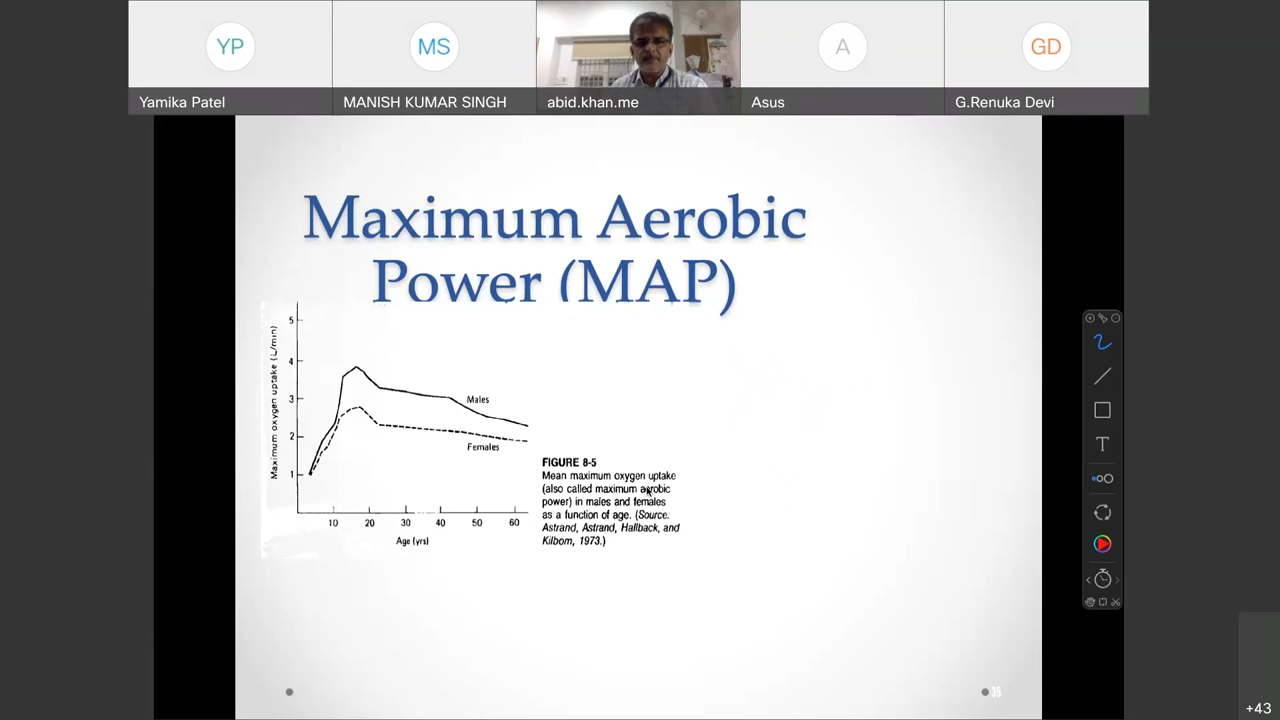 YP
MS
A
GD
Yamika Patel
MANISH KUMAR SINGH
abid.khan.me
Asus
G.Renuka Devi
Maximum Aerobic
Power (MAP)
Maximum oxygen uptake (L/min)
5
4
3
2
1
Males
Females
10 20 30 40 50 60
Age (yrs)
FIGURE 8-5
Mean maximum oxygen uptake
(also called maximum aerobic
power) in males and females
as a function of age. (Source:
Astrand, Astrand, Hallback, and
Kilbom, 1973.)
T
36
+43